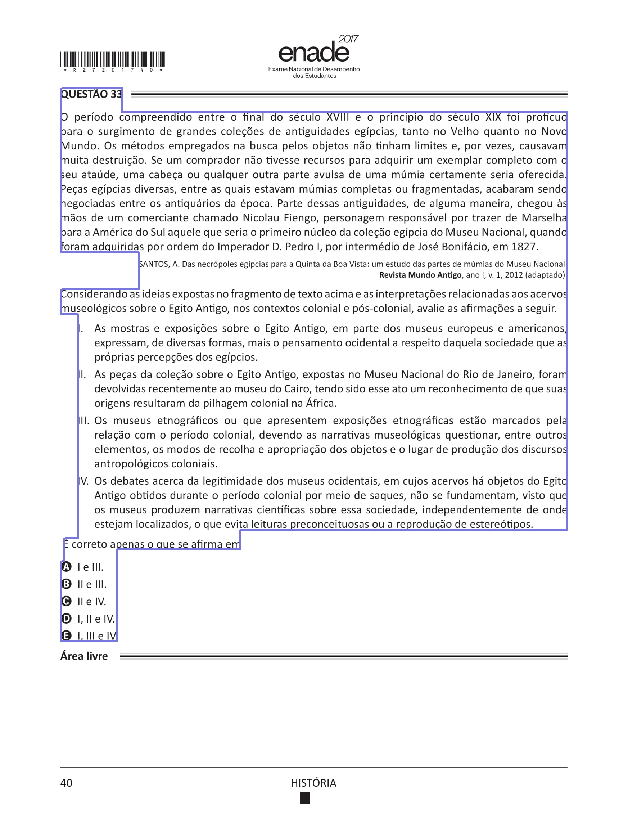 2017
enade
Exame Nacional de Desempenho
dos Estudantes
QUESTÃO 33
O período compreendido entre o final do século XVIII e o princípio do século XIX foi profícuo
para o surgimento de grandes coleções de antiguidades egípcias, tanto no Velho quanto no Novo
Mundo. Os métodos empregados na busca pelos objetos não tinham limites e, por vezes, causavam
muita destruição. Se um comprador não tivesse recursos para adquirir um exemplar completo com o
seu ataúde, uma cabeça ou qualquer outra parte avulsa de uma múmia certamente seria oferecida.
Peças egípcias diversas, entre as quais estavam múmias completas ou fragmentadas, acabaram sendo
negociadas entre os antiquários da época. Parte dessas antiguidades, de alguma maneira, chegou às
mãos de um comerciante chamado Nicolau Fiengo, personagem responsável por trazer de Marselha
para a América do Sul aquele que seria o primeiro núcleo da coleção egípcia do Museu Nacional, quando
foram adquiridas por ordem do Imperador D. Pedro I, por intermédio de José Bonifácio, em 1827.
SANTOS, A. Das necrópoles egípcias para a Quinta da Boa Vista: um estudo das partes de múmias do Museu Nacional.
Revista Mundo Antigo, ano I, v. 1, 2012 (adaptado).
Considerando as ideias expostas no fragmento de texto acima e as interpretações relacionadas aos acervos
museológicos sobre o Egito Antigo, nos contextos colonial e pós-colonial, avalie as afirmações a seguir.
I. As mostras e exposições sobre o Egito Antigo, em parte dos museus europeus e americanos,
expressam, de diversas formas, mais o pensamento ocidental a respeito daquela sociedade que as
próprias percepções dos egípcios.
II. As peças da coleção sobre o Egito Antigo, expostas no Museu Nacional do Rio de Janeiro, foram
devolvidas recentemente ao museu do Cairo, tendo sido esse ato um reconhecimento de que suas
origens resultaram da pilhagem colonial na África.
III. Os museus etnográficos ou que apresentem exposições etnográficas estão marcados pela
relação com o período colonial, devendo as narrativas museológicas questionar, entre outros
elementos, os modos de recolha e apropriação dos objetos e o lugar de produção dos discursos
antropológicos coloniais.
IV. Os debates acerca da legitimidade dos museus ocidentais, em cujos acervos há objetos do Egito
Antigo obtidos durante o período colonial por meio de saques, não se fundamentam, visto que
os museus produzem narrativas científicas sobre essa sociedade, independentemente de onde
estejam localizados, o que evita leituras preconceituosas ou a reprodução de estereótipos.
É correto apenas o que se afirma em
A I e III.
B II e III.
C II e IV.
D I, II e IV.
E I, III e IV.
Área livre
40
HISTÓRIA